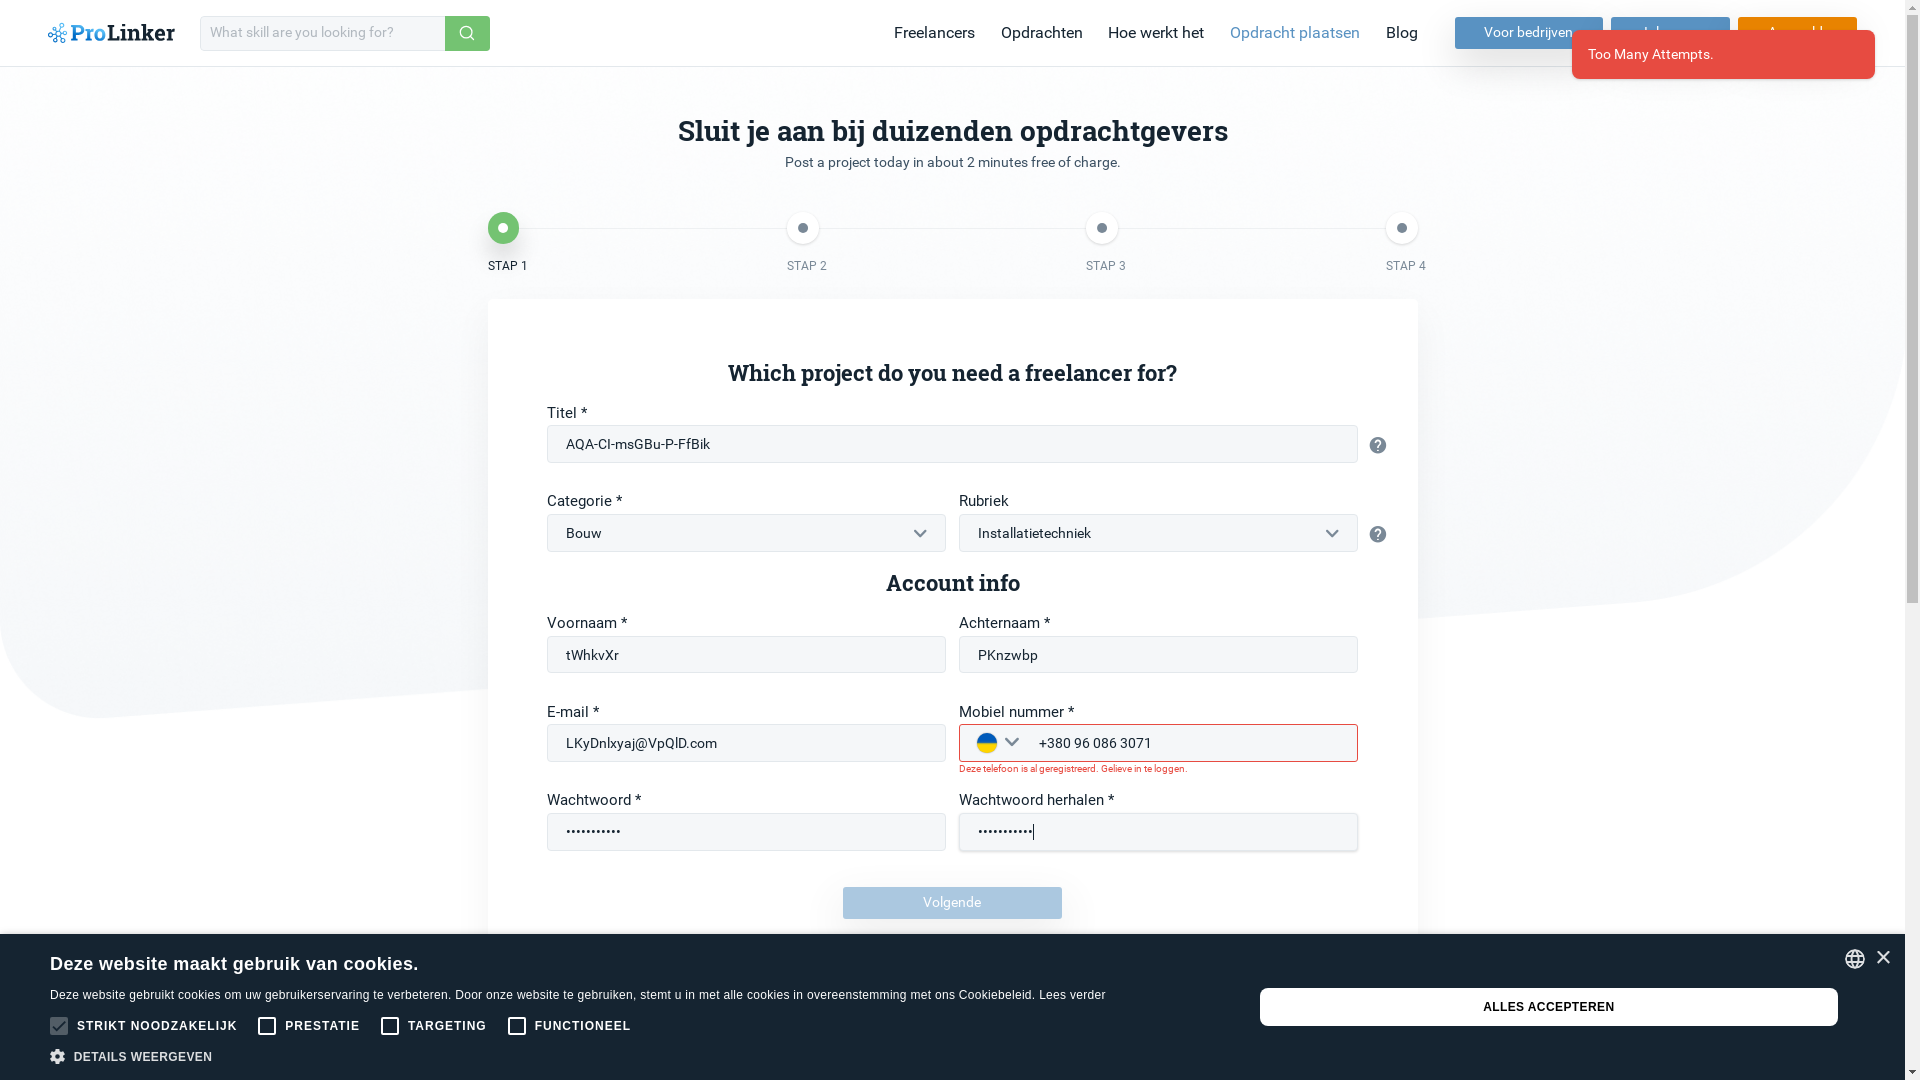 ProLinker
What skill are you looking for?
Freelancers
Opdrachten
Hoe werkt het
Opdracht plaatsen
Blog
Voor bedrijven
Too Many Attempts.
Sluit je aan bij duizenden opdrachtgevers
Post a project today in about 2 minutes free of charge.
STAP 1
STAP 2
STAP 3
STAP 4
Which project do you need a freelancer for?
Titel *
AQA-CI-msGBu-P-FfBik
Categorie *
Rubriek
Bouw
Installatietechniek
Account info
Voornaam *
Achternaam *
tWhkvXr
PKnzwbp
E-mail *
Mobiel nummer *
LKyDnlxyaj@VpQlD.com
+380 96 086 3071
Deze telefoon is al geregistreerd. Gelieve in te loggen.
Wachtwoord *
Wachtwoord herhalen *
•••••••••••
•••••••••••
Volgende
Deze website maakt gebruik van cookies.
Deze website gebruikt cookies om uw gebruikerservaring te verbeteren. Door onze website te gebruiken, stemt u in met alle cookies in overeenstemming met ons Cookiebeleid. Lees verder
STRIKT NOODZAKELIJK
PRESTATIE
TARGETING
FUNCTIONEEL
DETAILS WEERGEVEN
ALLES ACCEPTEREN